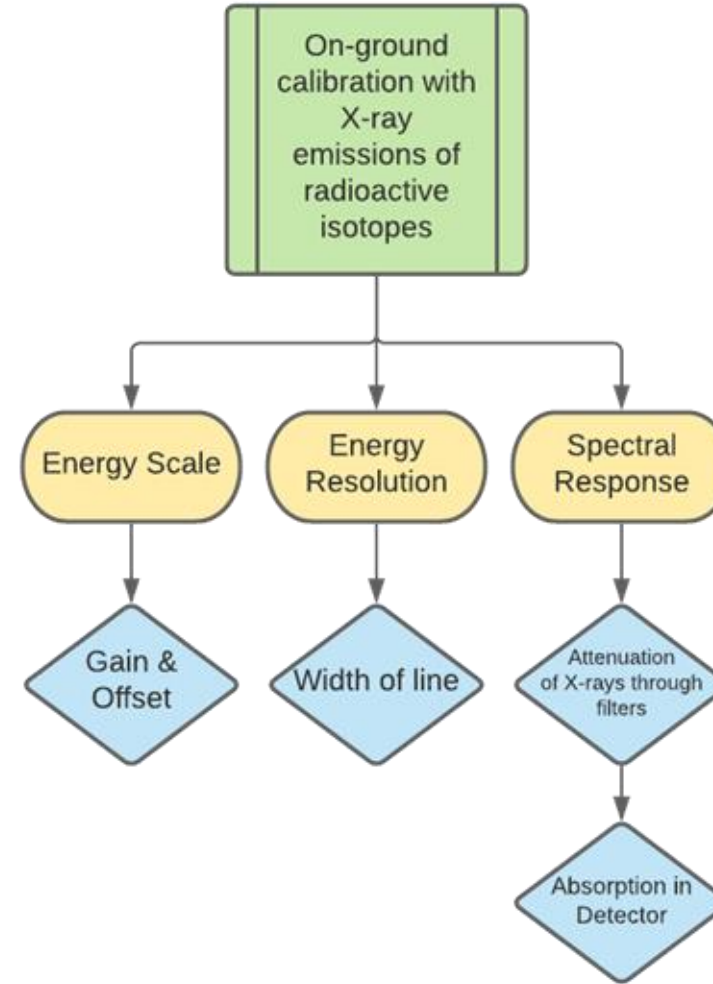 On-ground
calibration with
X-ray
emissions of
radioactive
isotopes
Energy Scale
Energy
Resolution
Spectral
Response
Gain &
Offset
Width of line
Attenuation
of X-rays through
filters
Absorption in
Detector